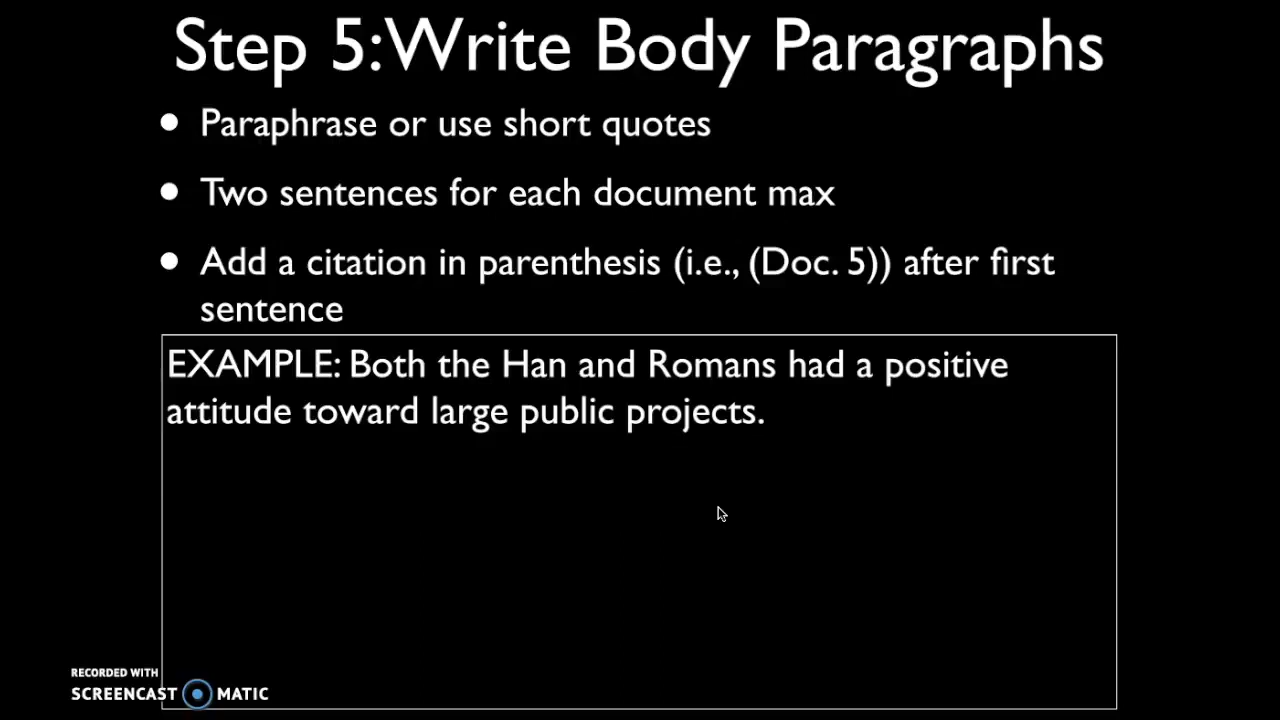 Step 5: Write Body Paragraphs
• Paraphrase or use short quotes
• Two sentences for each document max
• Add a citation in parenthesis (i.e., (Doc. 5)) after first
sentence
EXAMPLE: Both the Han and Romans had a positive
attitude toward large public projects.
RECORDED WITH
SCREENCAST MATIC